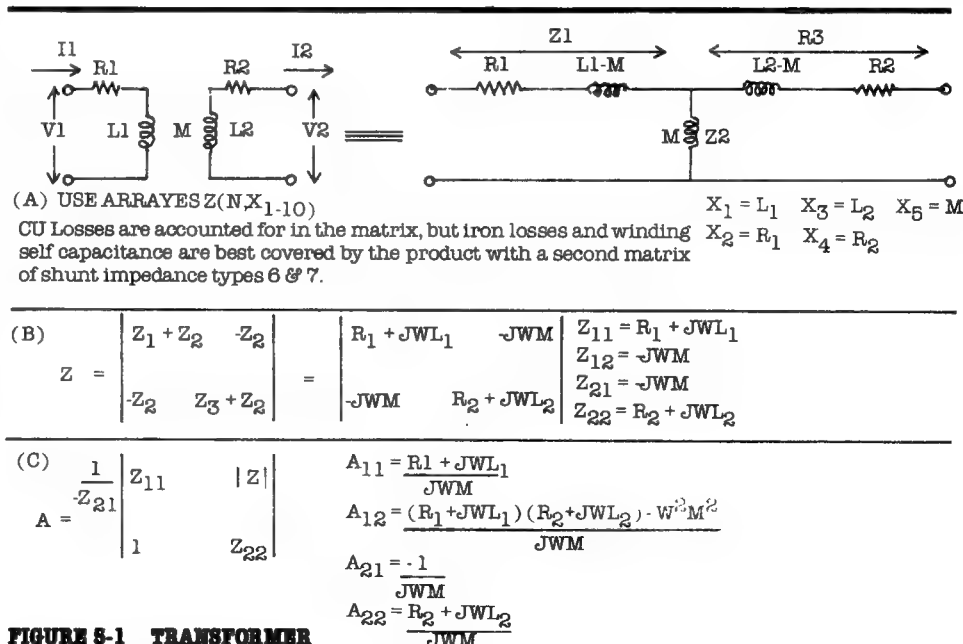 I1 I2 Z1 R3
R1 R2 R1 L1-M L2-M R2
V1 L1 M L2 V2 M Z2
(A) USE ARRAYES Z(N,X1-10)
X1 = L1 X3 = L2 X5 = M
CU Losses are accounted for in the matrix, but iron losses and winding
X2 = R1 X4 = R2
self capacitance are best covered by the product with a second matrix
of shunt impedance types 6 & 7.
(B)
Z = | Z1 + Z2 -Z2 | = | R1 + JWL1 -JWM |
| -Z2 Z3 + Z2 | | -JWM R2 + JWL2 |
Z11 = R1 + JWL1
Z12 = -JWM
Z21 = -JWM
Z22 = R2 + JWL2
(C)
A = 1/-Z21 | Z11 |Z| |
| 1 Z22 |
A11 = R1 + JWL1
JWM
A12 = (R1+JWL1) (R2+JWL2) - W2M2
JWM
A21 = - 1
JWM
A22 = R2 + JWL2
JWM
FIGURE S-1 TRANSFORMER